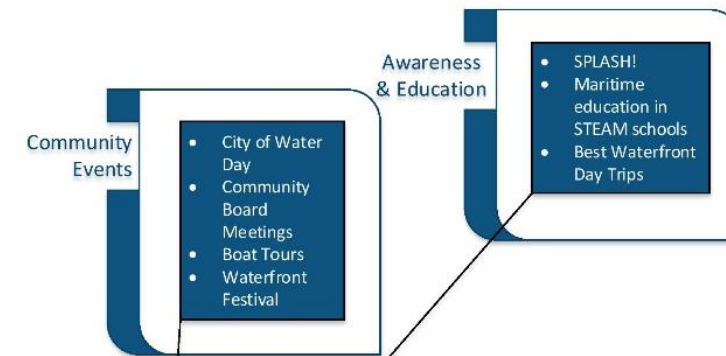 Community
Events
• City of Water
Day
• Community
Board
Meetings
• Boat Tours
• Waterfront
Festival
Awareness
& Education
• SPLASH!
• Maritime
education in
STEAM schools
• Best Waterfront
Day Trips